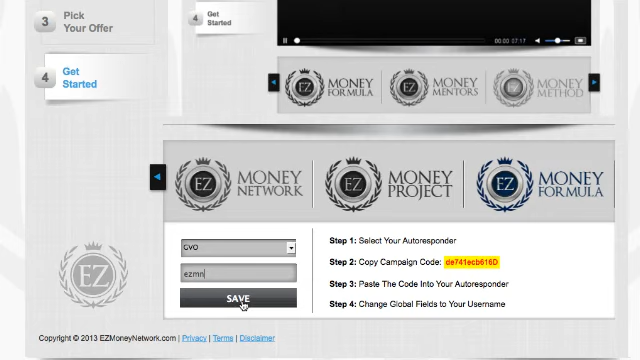 3
Pick
Your Offer
4
Get
Started
4
Get
Started
00:00 / 07:17
EZ MONEY
FORMULA
EZ MONEY
MENTORS
EZ MONEY
METHOD
EZ MONEY
NETWORK
EZ MONEY
PROJECT
EZ MONEY
FORMULA
GVO
ezmn
SAVE
Step 1: Select Your Autoresponder
Step 2: Copy Campaign Code: de741ecb616D
Step 3: Paste The Code Into Your Autoresponder
Step 4: Change Global Fields to Your Username
EZ
Copyright © 2013 EZMoneyNetwork.com | Privacy | Terms | Disclaimer